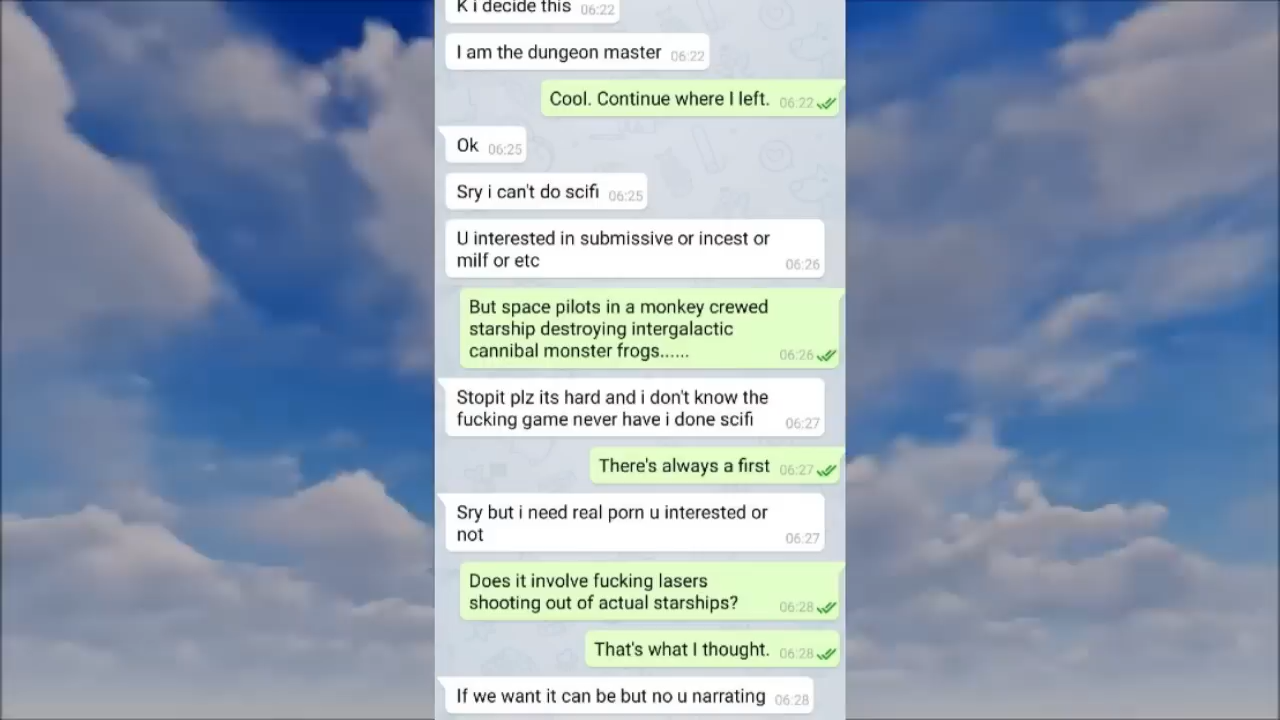 K i decide this 06:22
I am the dungeon master 06:22
Cool. Continue where I left. 06:22
Ok 06:25
Sry i can't do scifi 06:25
U interested in submissive or incest or
milf or etc 06:26
But space pilots in a monkey crewed
starship destroying intergalactic
cannibal monster frogs...... 06:26
Stopit plz its hard and i don't know the
fucking game never have i done scifi 06:27
There's always a first 06:27
Sry but i need real porn u interested or
not 06:27
Does it involve fucking lasers
shooting out of actual starships? 06:28
That's what I thought. 06:28
If we want it can be but no u narrating 06:28